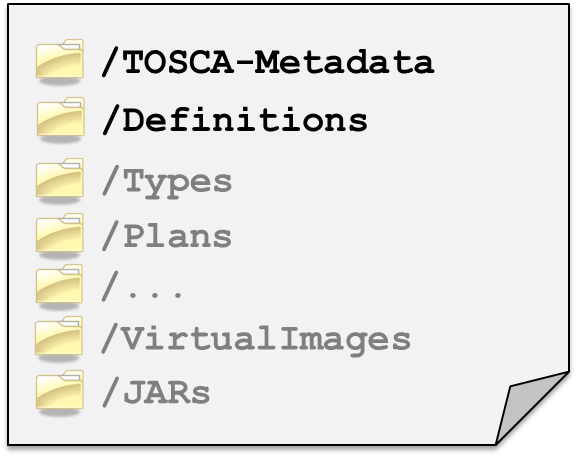 /TOSCA-Metadata
/Definitions
/Types
/Plans
/...
/VirtualImages
/JARs